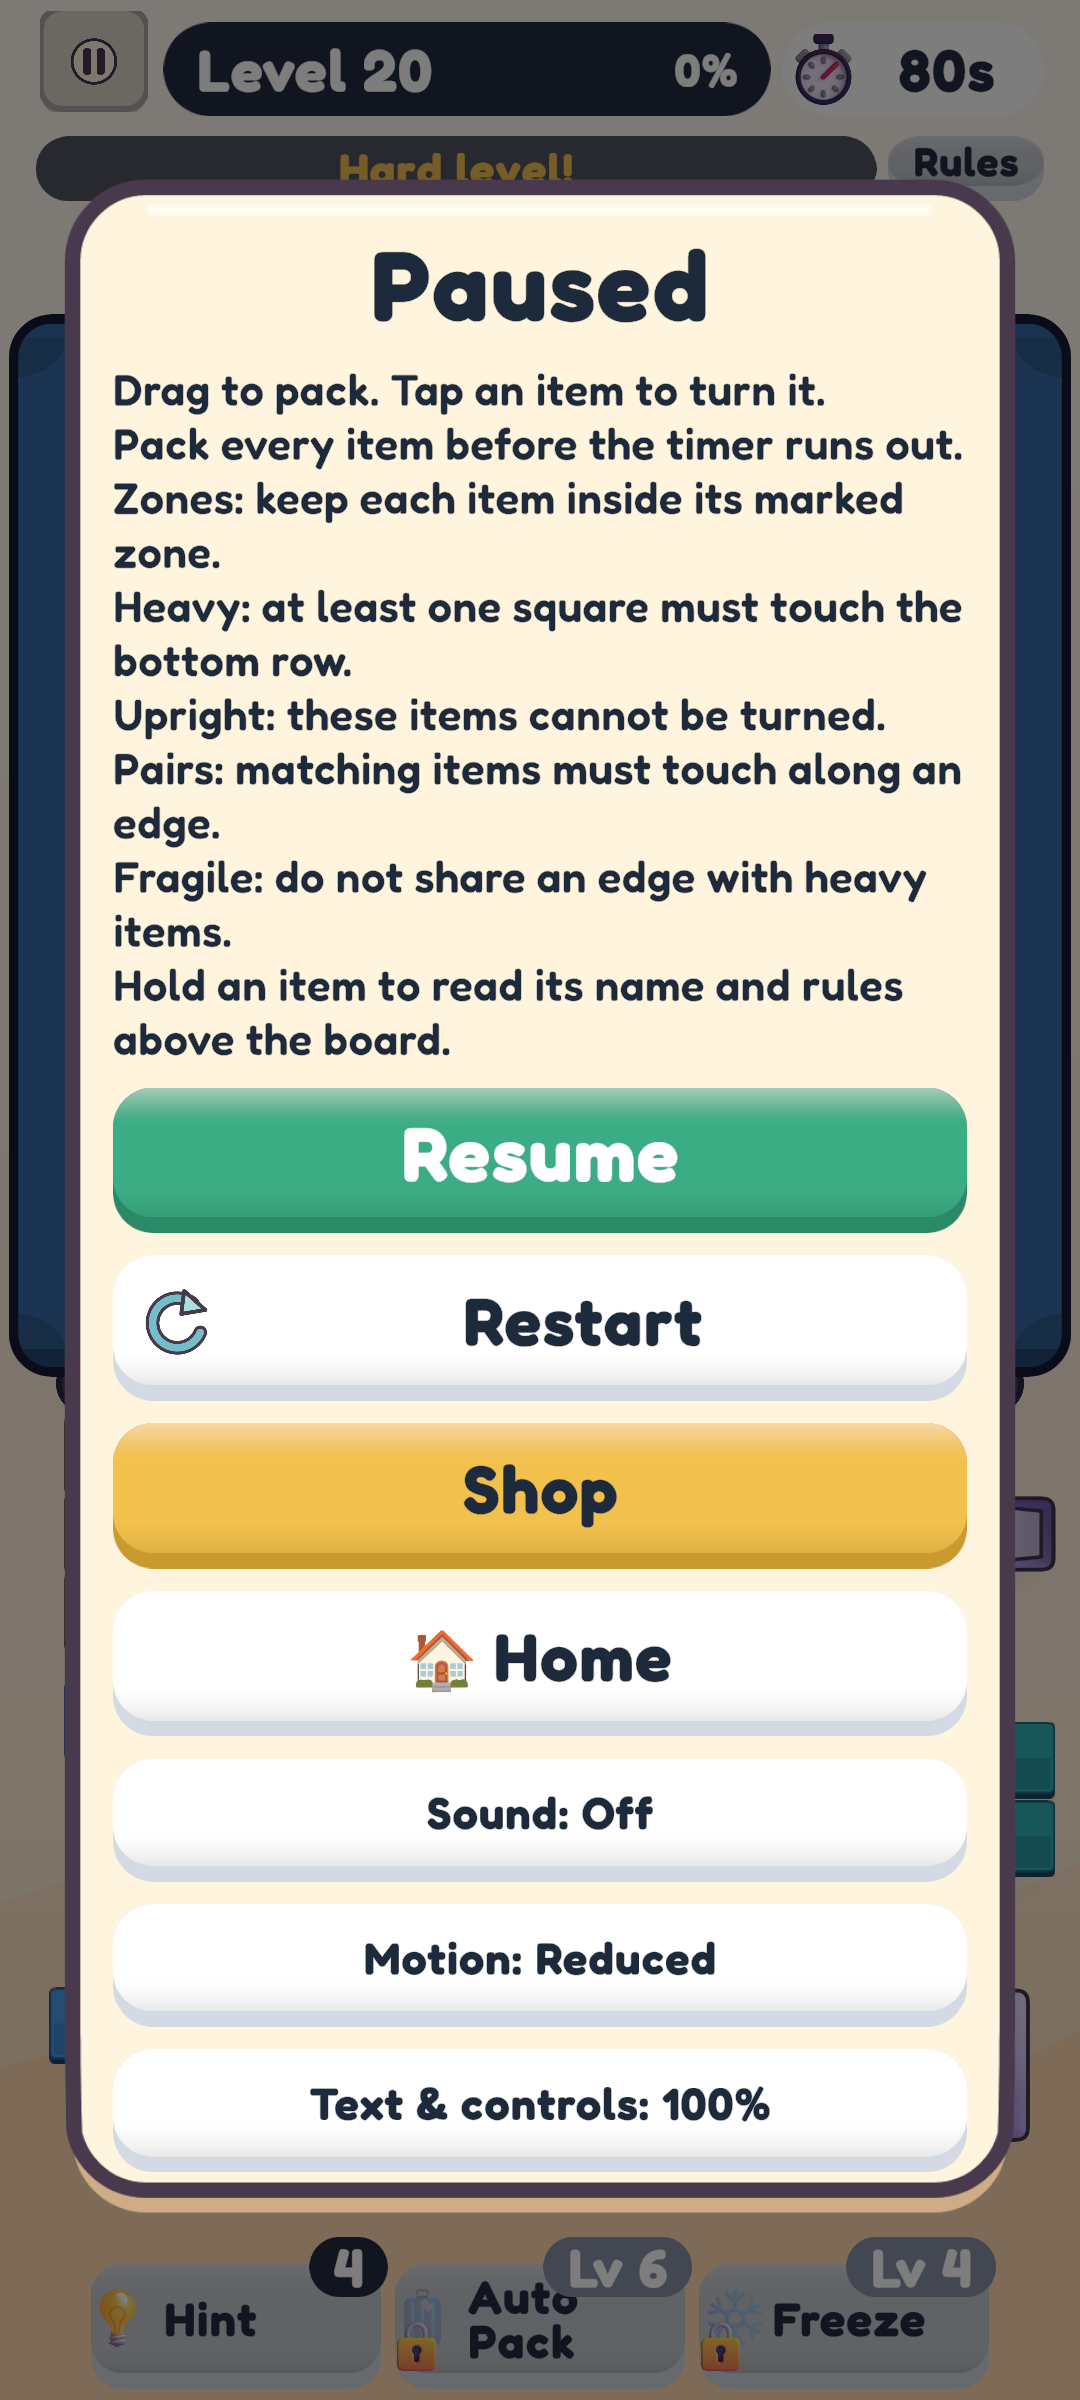 Level 20 0% 80s
Hard level! Rules
Paused
Drag to pack. Tap an item to turn it.
Pack every item before the timer runs out.
Zones: keep each item inside its marked
zone.
Heavy: at least one square must touch the
bottom row.
Upright: these items cannot be turned.
Pairs: matching items must touch along an
edge.
Fragile: do not share an edge with heavy
items.
Hold an item to read its name and rules
above the board.
Resume
Restart
Shop
Home
Sound: Off
Motion: Reduced
Text & controls: 100%
4 Lv 6 Lv 4
Hint Auto Pack Freeze